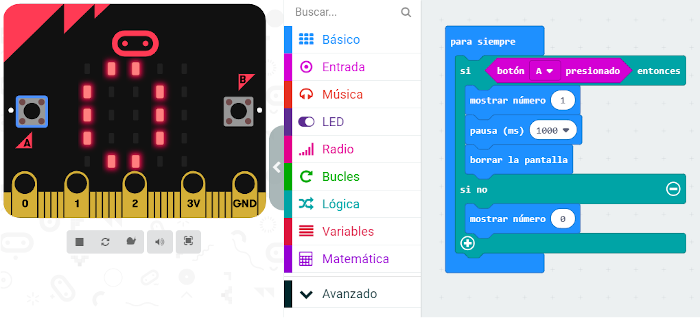 B
A
0 1 2 3V GND
Buscar...
Básico
Entrada
Música
LED
Radio
Bucles
Lógica
Variables
Matemática
Avanzado
para siempre
si botón A presionado entonces
mostrar número 1
pausa (ms) 1000
borrar la pantalla
si no
mostrar número 0